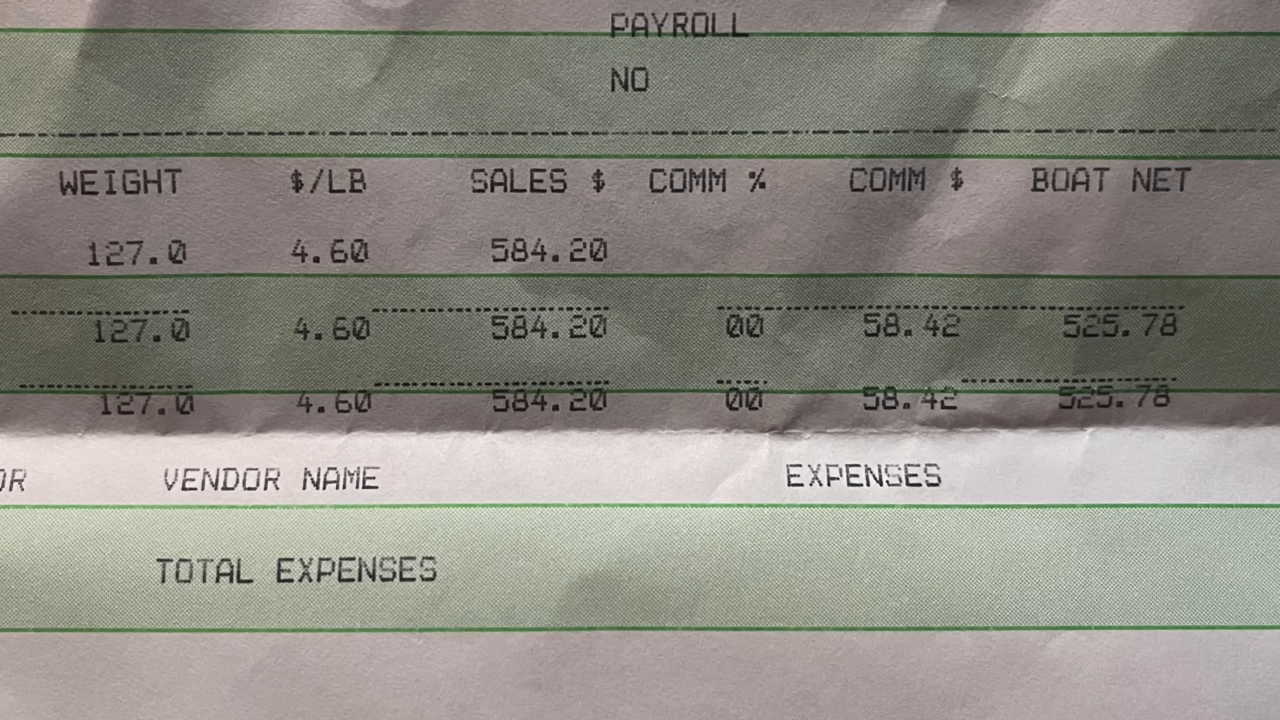 PAYROLL
NO
WEIGHT $/LB SALES $ COMM % COMM $ BOAT NET
127.0 4.60 584.20
127.0 4.60 584.20 00 58.42 525.78
127.0 4.60 584.20 00 58.42 525.78
OR VENDOR NAME EXPENSES
TOTAL EXPENSES